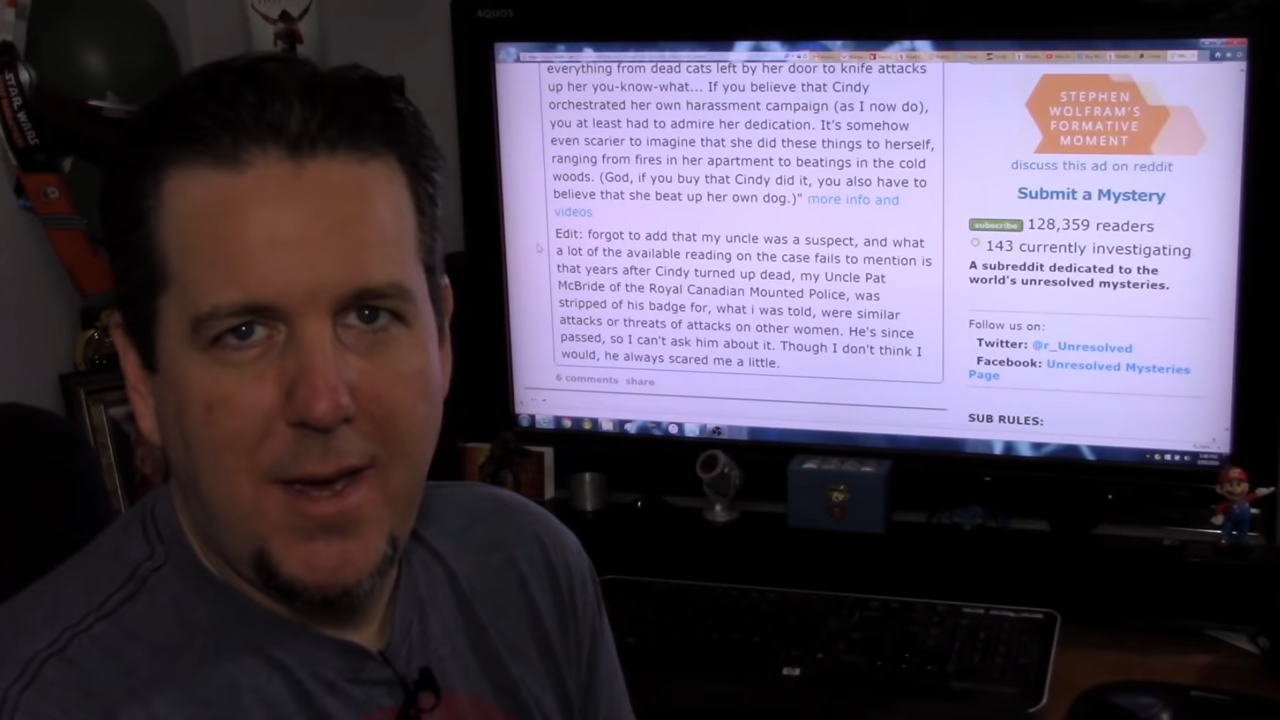 AQUOS
STAR WARS
everything from dead cats left by her door to knife attacks
up her you-know-what... If you believe that Cindy
orchestrated her own harassment campaign (as I now do),
you at least had to admire her dedication. It's somehow
even scarier to imagine that she did these things to herself,
ranging from fires in her apartment to beatings in the cold
woods. (God, if you buy that Cindy did it, you also have to
believe that she beat up her own dog.)" more info and
videos
Edit: forgot to add that my uncle was a suspect, and what
a lot of the available reading on the case fails to mention is
that years after Cindy turned up dead, my Uncle Pat
McBride of the Royal Canadian Mounted Police, was
stripped of his badge for, what i was told, were similar
attacks or threats of attacks on other women. He's since
passed, so I can't ask him about it. Though I don't think I
would, he always scared me a little.
6 comments share
STEPHEN
WOLFRAM'S
FORMATIVE
MOMENT
discuss this ad on reddit
Submit a Mystery
subscribe 128,359 readers
143 currently investigating
A subreddit dedicated to the
world's unresolved mysteries.
Follow us on:
Twitter: @r_Unresolved
Facebook: Unresolved Mysteries
Page
SUB RULES:
hp